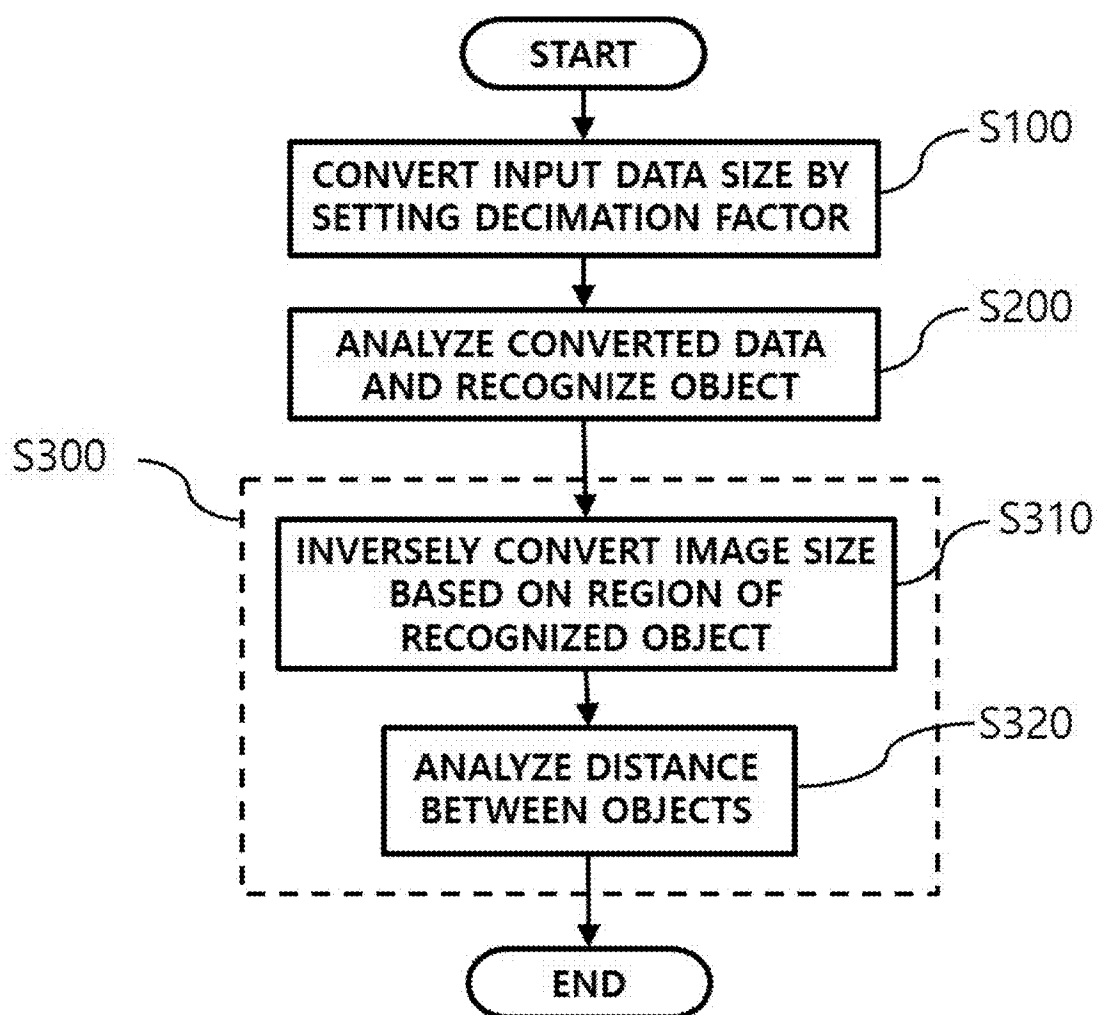 START
S100
CONVERT INPUT DATA SIZE BY
SETTING DECIMATION FACTOR
S200
ANALYZE CONVERTED DATA
AND RECOGNIZE OBJECT
S300
S310
INVERSELY CONVERT IMAGE SIZE
BASED ON REGION OF
RECOGNIZED OBJECT
S320
ANALYZE DISTANCE
BETWEEN OBJECTS
END